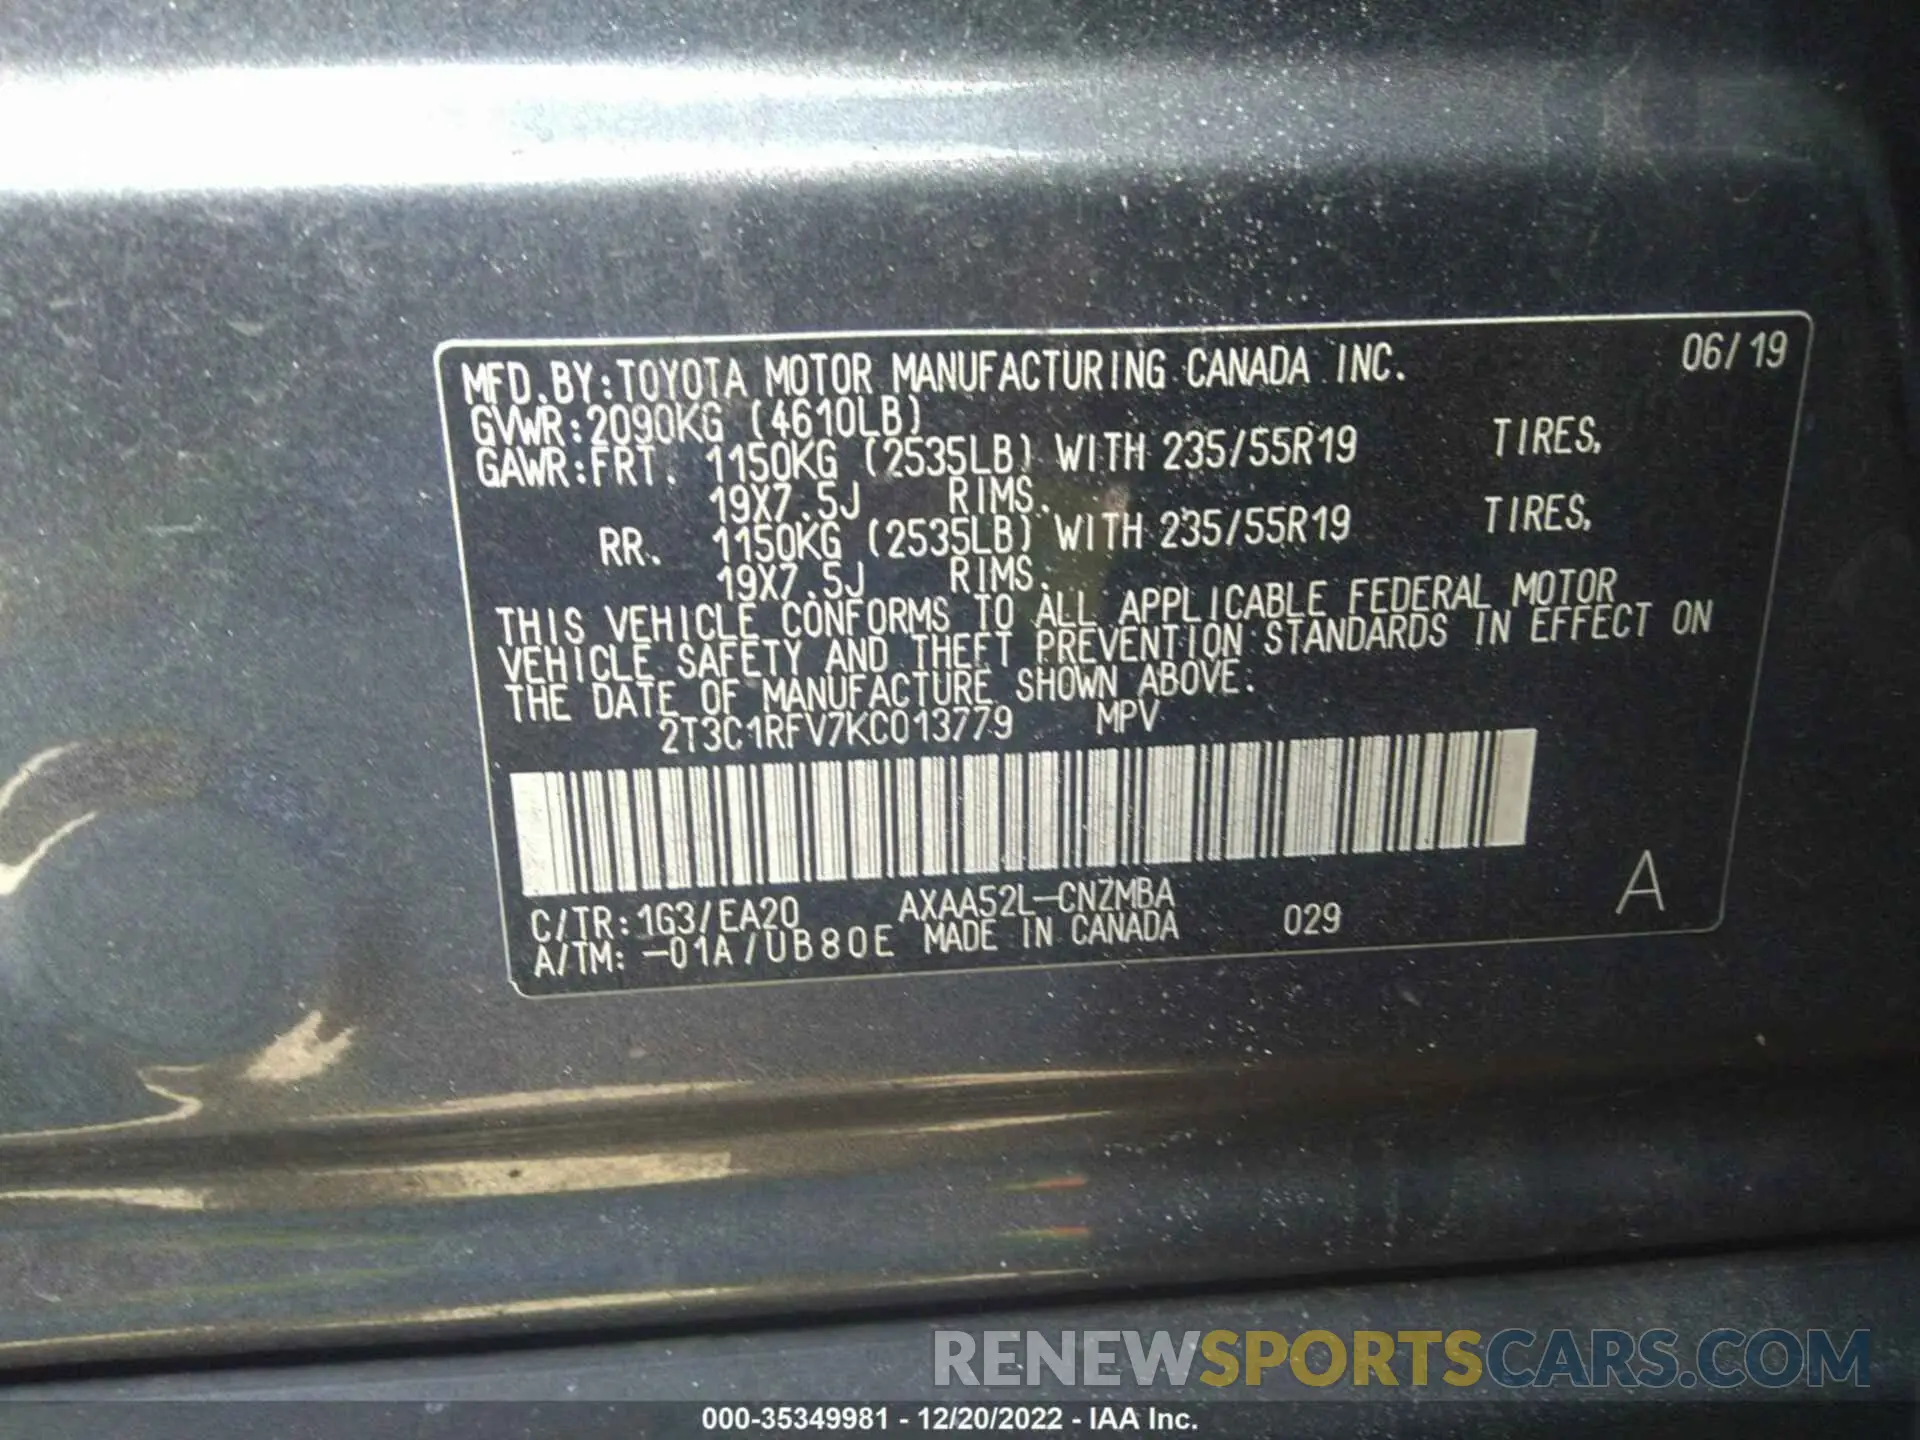 MFD.BY:TOYOTA MOTOR MANUFACTURING CANADA INC. 06/19
GVWR:2090KG (4610LB)
GAWR:FRT. 1150KG (2535LB) WITH 235/55R19 TIRES,
19X7.5J RIMS.
RR. 1150KG (2535LB) WITH 235/55R19 TIRES,
19X7.5J RIMS.
THIS VEHICLE CONFORMS TO ALL APPLICABLE FEDERAL MOTOR
VEHICLE SAFETY AND THEFT PREVENTION STANDARDS IN EFFECT ON
THE DATE OF MANUFACTURE SHOWN ABOVE.
2T3C1RFV7KC013779 MPV
C/TR:1G3/EA20 AXAA52L-CNZMBA
A/TM:-01A/UB80E MADE IN CANADA 029 A
RENEWSPORTSCARS.COM
000-35349981 - 12/20/2022 - IAA Inc.